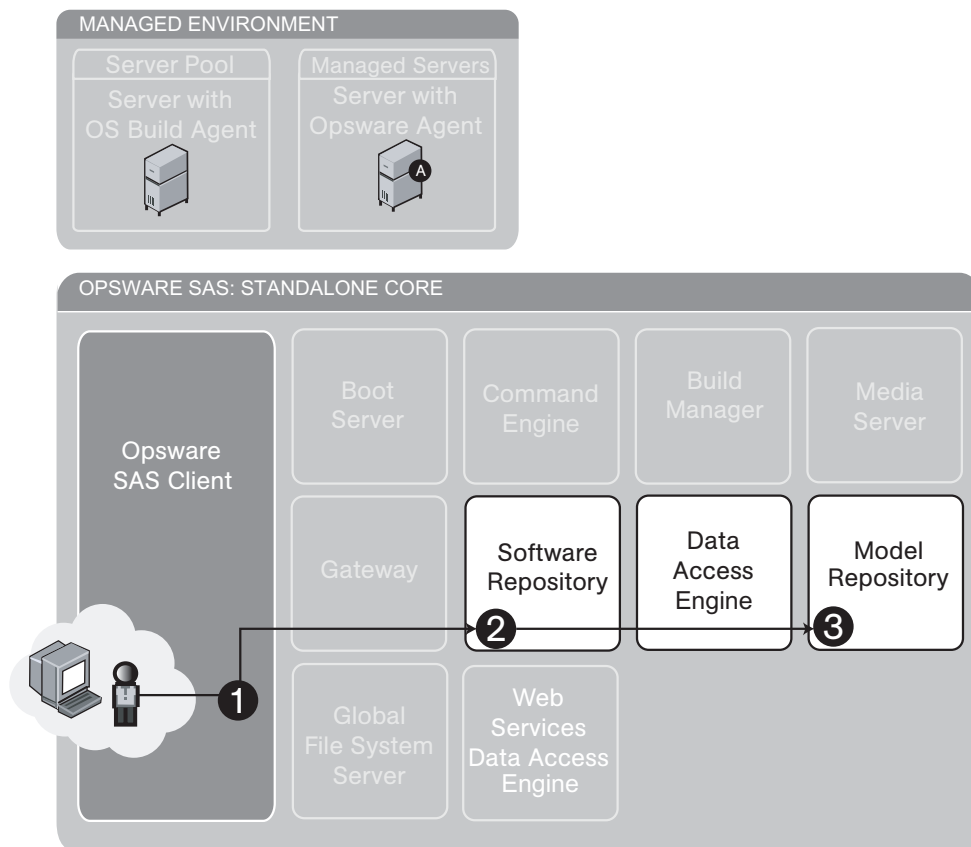 MANAGED ENVIRONMENT
Server Pool
Server with
OS Build Agent
Managed Servers
Server with
Opsware Agent
A
OPSWARE SAS: STANDALONE CORE
Opsware
SAS Client
Boot
Server
Command
Engine
Build
Manager
Media
Server
Gateway
Software
Repository
Data
Access
Engine
Model
Repository
1
2
3
Global
File System
Server
Web
Services
Data Access
Engine